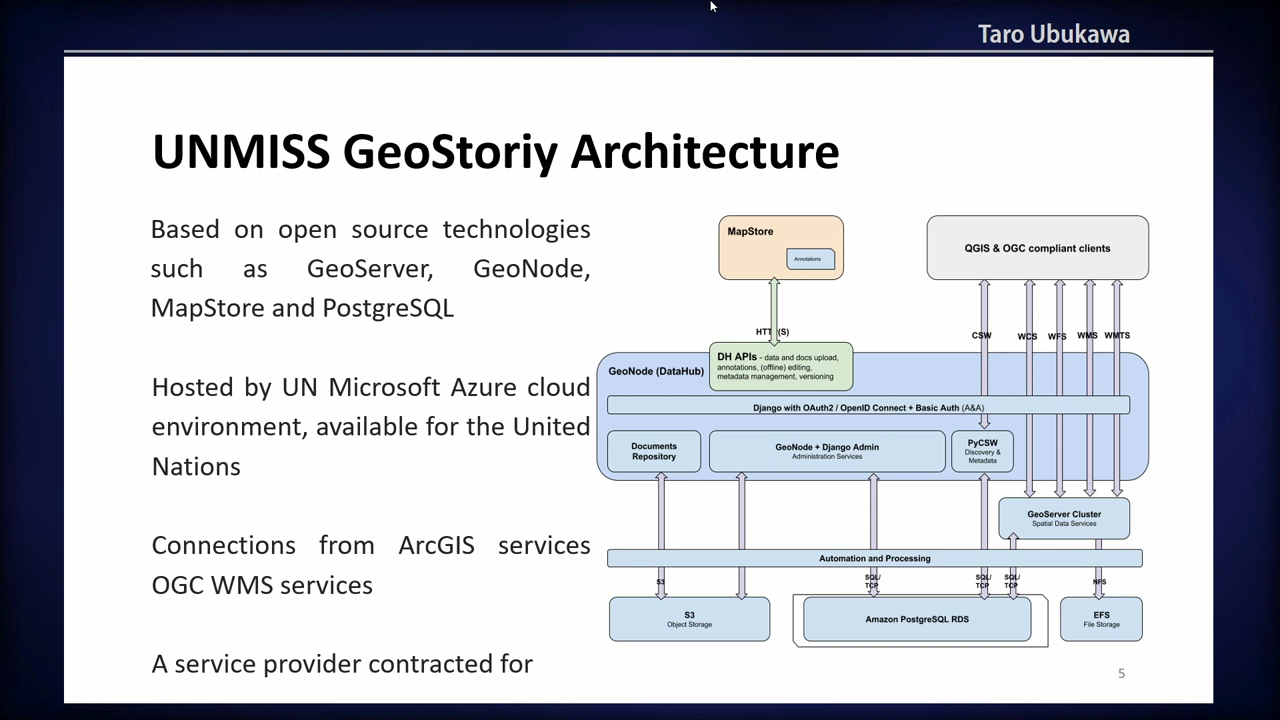 Taro Ubukawa
UNMISS GeoStoriy Architecture
Based on open source technologies
such as GeoServer, GeoNode,
MapStore and PostgreSQL
Hosted by UN Microsoft Azure cloud
environment, available for the United
Nations
Connections from ArcGIS services
OGC WMS services
A service provider contracted for
MapStore
Annotations
QGIS & OGC compliant clients
HTTP(S)
CSW
WCS
WFS
WMS
WMTS
GeoNode (DataHub)
DH APIs - data and docs upload,
annotations, (offline) editing,
metadata management, versioning
Django with OAuth2 / OpenID Connect + Basic Auth (A&A)
Documents
Repository
GeoNode + Django Admin
Administration Services
PyCSW
Discovery &
Metadata
GeoServer Cluster
Spatial Data Services
Automation and Processing
S3
SQL/
TCP
SQL/
TCP
SQL/
TCP
NFS
S3
Object Storage
Amazon PostgreSQL RDS
EFS
File Storage
5